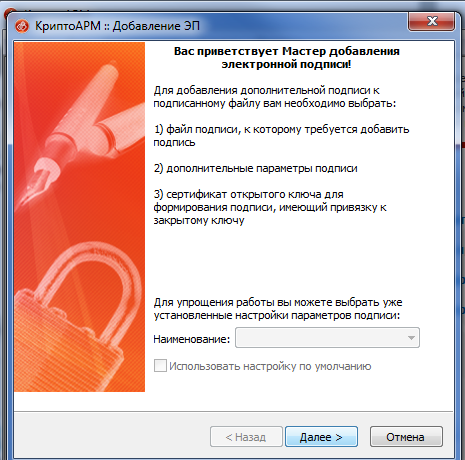 КриптоАРМ :: Добавление ЭП
Вас приветствует Мастер добавления
электронной подписи!
Для добавления дополнительной подписи к
подписанному файлу вам необходимо выбрать:
1) файл подписи, к которому требуется добавить
подпись
2) дополнительные параметры подписи
3) сертификат открытого ключа для
формирования подписи, имеющий привязку к
закрытому ключу
Для упрощения работы вы можете выбрать уже
установленные настройки параметров подписи:
Наименование:
Использовать настройку по умолчанию
< Назад
Далее >
Отмена